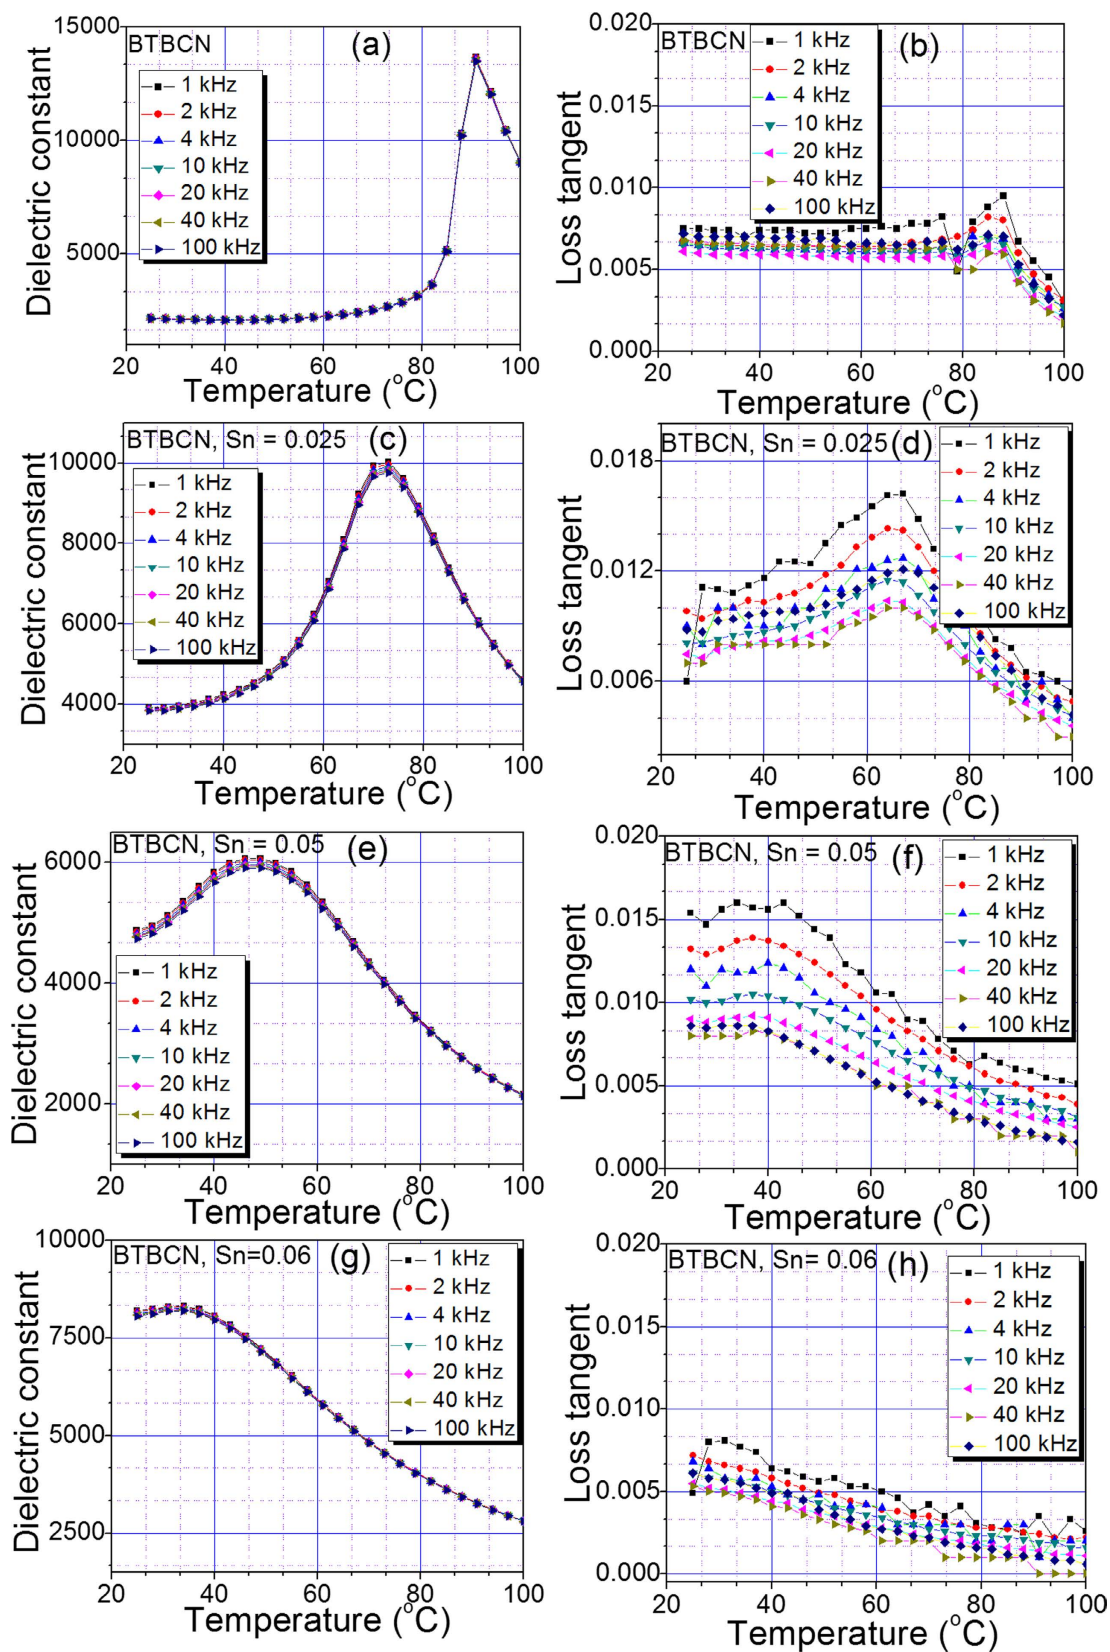 BTBCN
(a)
1 kHz
2 kHz
4 kHz
10 kHz
20 kHz
40 kHz
100 kHz
15000
10000
5000
20 40 60 80 100
Dielectric constant
Temperature (°C)
BTBCN
(b)
1 kHz
2 kHz
4 kHz
10 kHz
20 kHz
40 kHz
100 kHz
0.020
0.015
0.010
0.005
0.000
20 40 60 80 100
Loss tangent
Temperature (°C)
BTBCN, Sn = 0.025
(c)
1 kHz
2 kHz
4 kHz
10 kHz
20 kHz
40 kHz
100 kHz
10000
8000
6000
4000
20 40 60 80 100
Dielectric constant
Temperature (°C)
BTBCN, Sn = 0.025
(d)
1 kHz
2 kHz
4 kHz
10 kHz
20 kHz
40 kHz
100 kHz
0.018
0.012
0.006
20 40 60 80 100
Loss tangent
Temperature (°C)
BTBCN, Sn = 0.05
(e)
1 kHz
2 kHz
4 kHz
10 kHz
20 kHz
40 kHz
100 kHz
6000
4000
2000
20 40 60 80 100
Dielectric constant
Temperature (°C)
BTBCN, Sn = 0.05
(f)
1 kHz
2 kHz
4 kHz
10 kHz
20 kHz
40 kHz
100 kHz
0.020
0.015
0.010
0.005
0.000
20 40 60 80 100
Loss tangent
Temperature (°C)
BTBCN, Sn=0.06
(g)
1 kHz
2 kHz
4 kHz
10 kHz
20 kHz
40 kHz
100 kHz
10000
7500
5000
2500
20 40 60 80 100
Dielectric constant
Temperature (°C)
BTBCN, Sn= 0.06
(h)
1 kHz
2 kHz
4 kHz
10 kHz
20 kHz
40 kHz
100 kHz
0.020
0.015
0.010
0.005
0.000
20 40 60 80 100
Loss tangent
Temperature (°C)